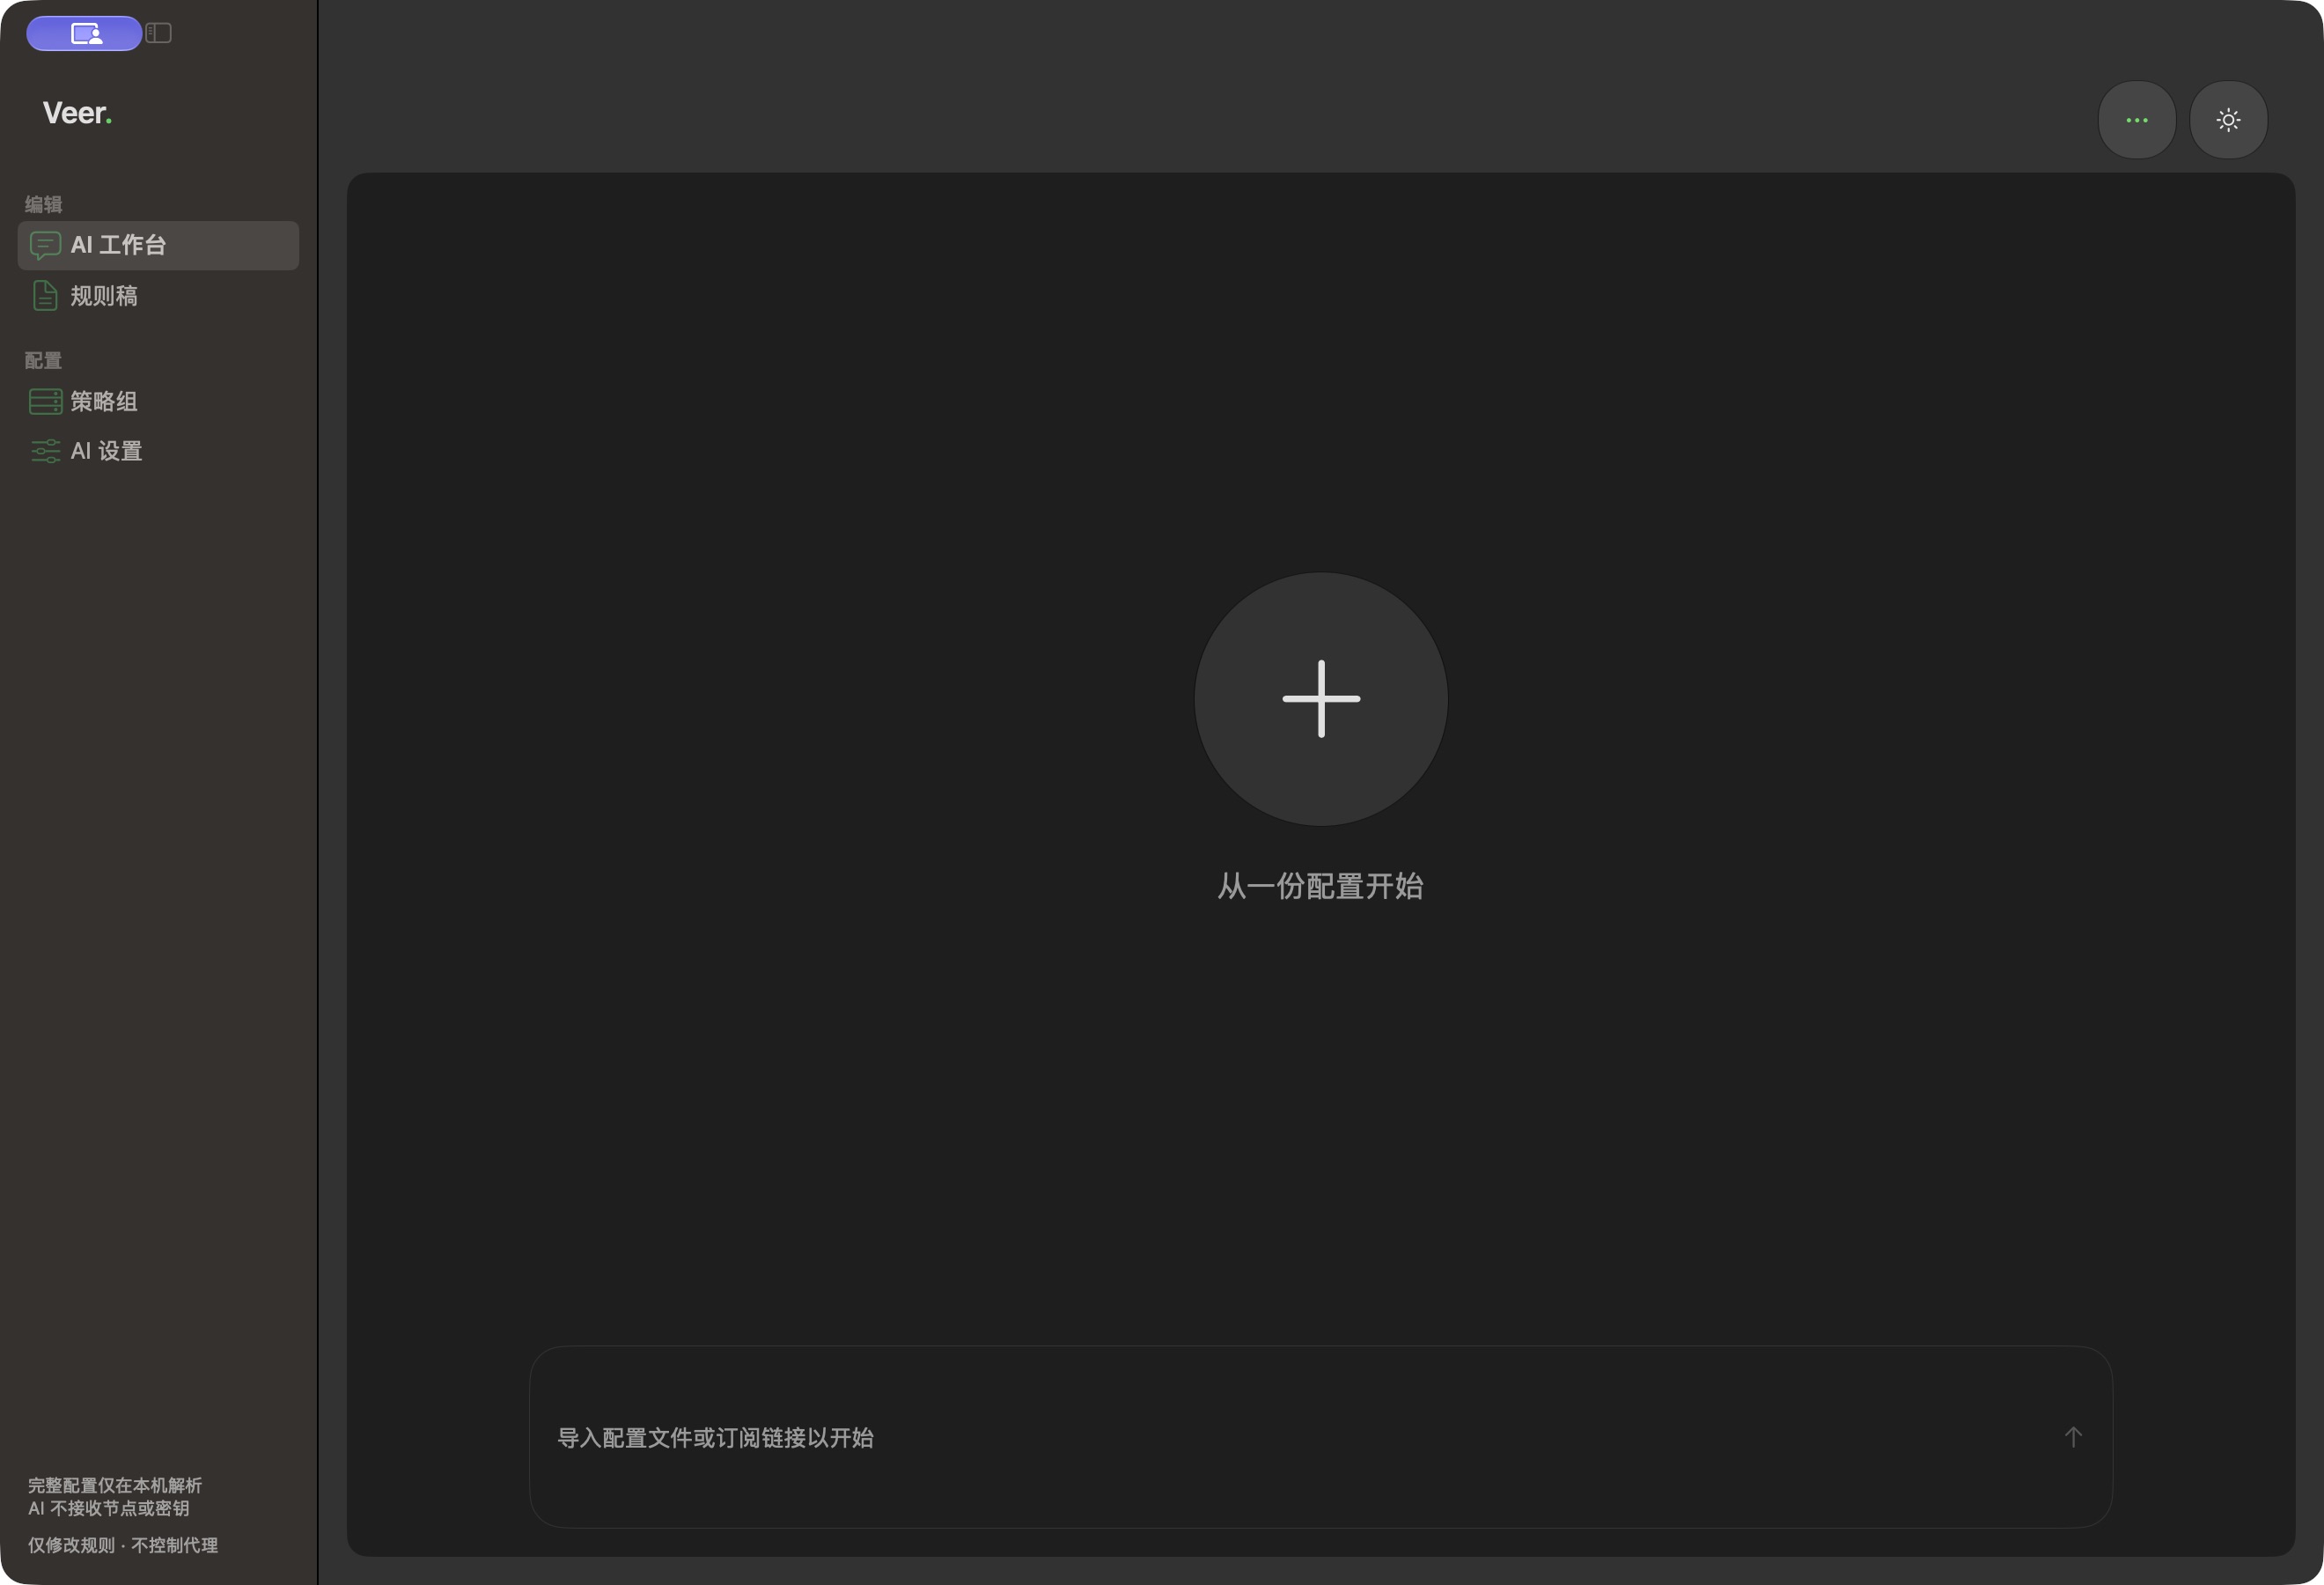 Veer.
编辑
AI 工作台
规则稿
配置
策略组
AI 设置
从一份配置开始
导入配置文件或订阅链接以开始
完整配置仅在本机解析
AI 不接收节点或密钥
仅修改规则 · 不控制代理